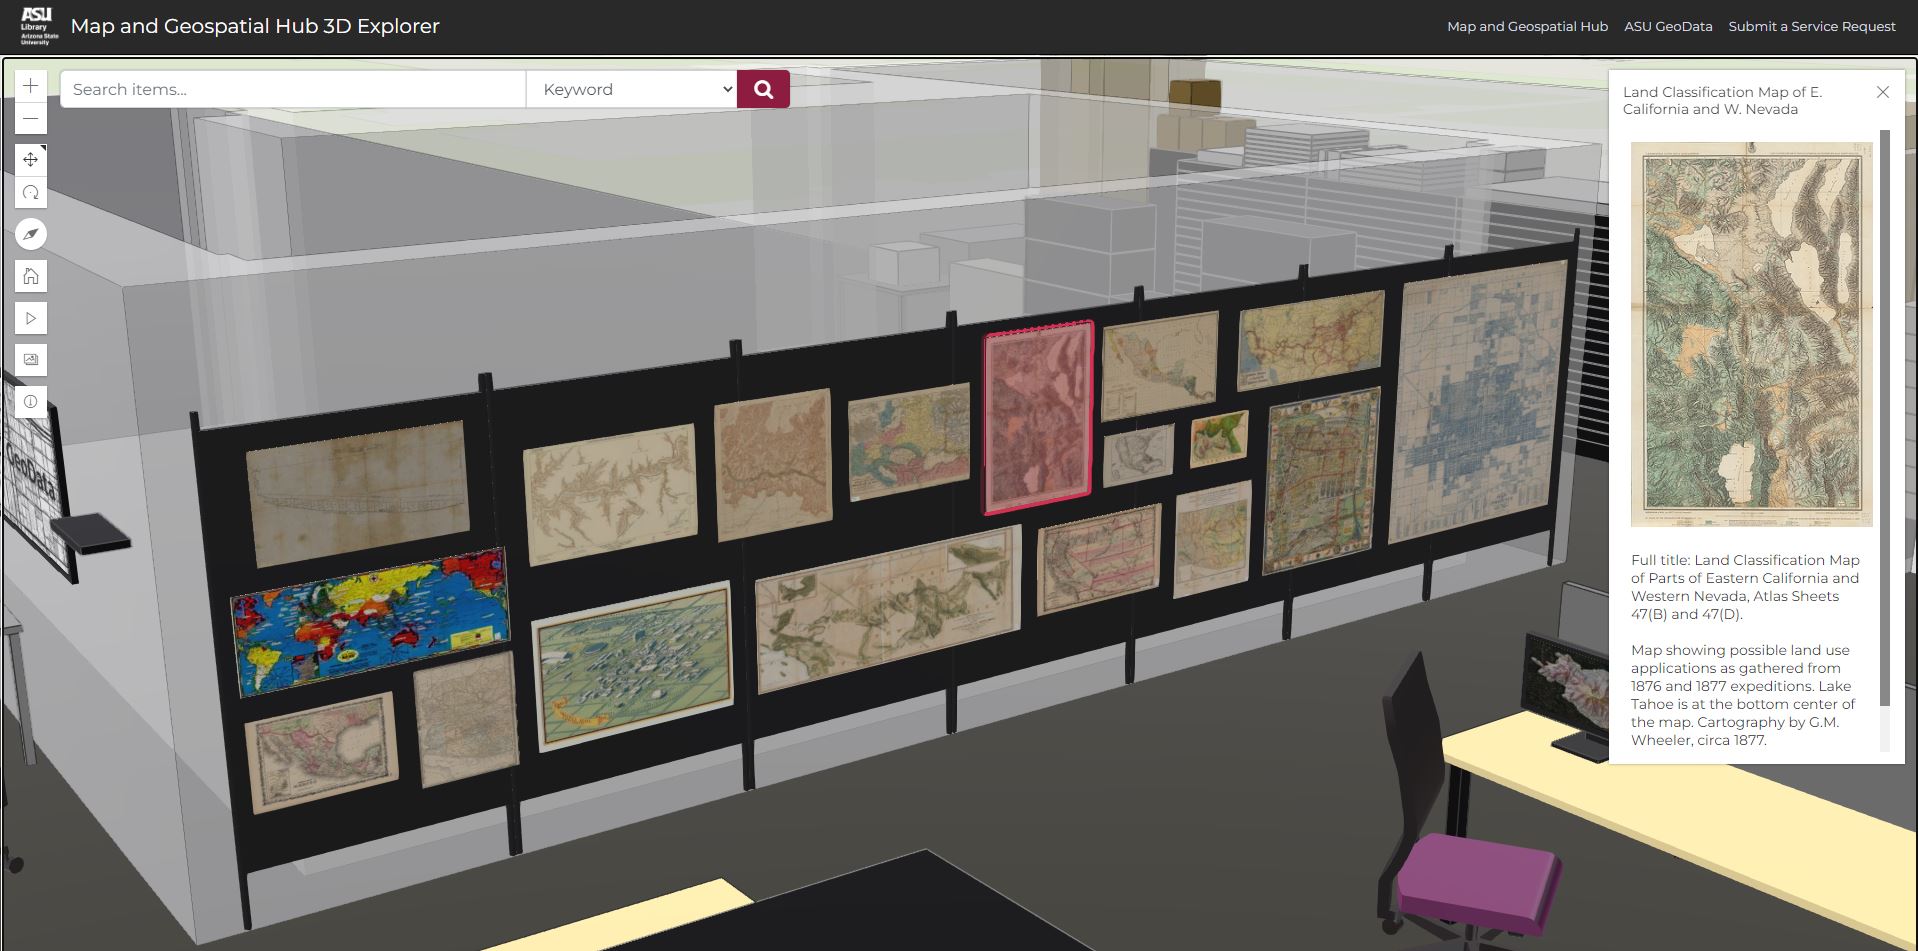 ASU
Library
Arizona State
University
Map and Geospatial Hub 3D Explorer
Map and Geospatial Hub
ASU GeoData
Submit a Service Request
Search items...
Keyword
Land Classification Map of E.
California and W. Nevada
GeoData
Full title: Land Classification Map
of Parts of Eastern California and
Western Nevada, Atlas Sheets
47(B) and 47(D).
Map showing possible land use
applications as gathered from
1876 and 1877 expeditions. Lake
Tahoe is at the bottom center of
the map. Cartography by G.M.
Wheeler, circa 1877.